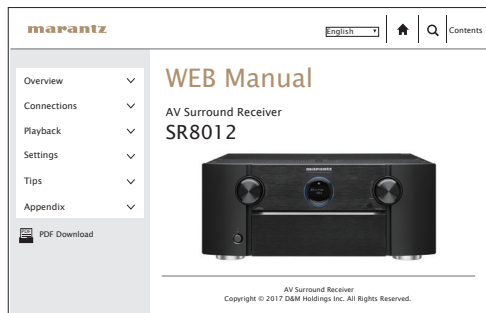 marantz
English
Contents
Overview
Connections
Playback
Settings
Tips
Appendix
PDF
PDF Download
WEB Manual
AV Surround Receiver
SR8012
marantz
AV Surround Receiver
Copyright © 2017 D&M Holdings Inc. All Rights Reserved.